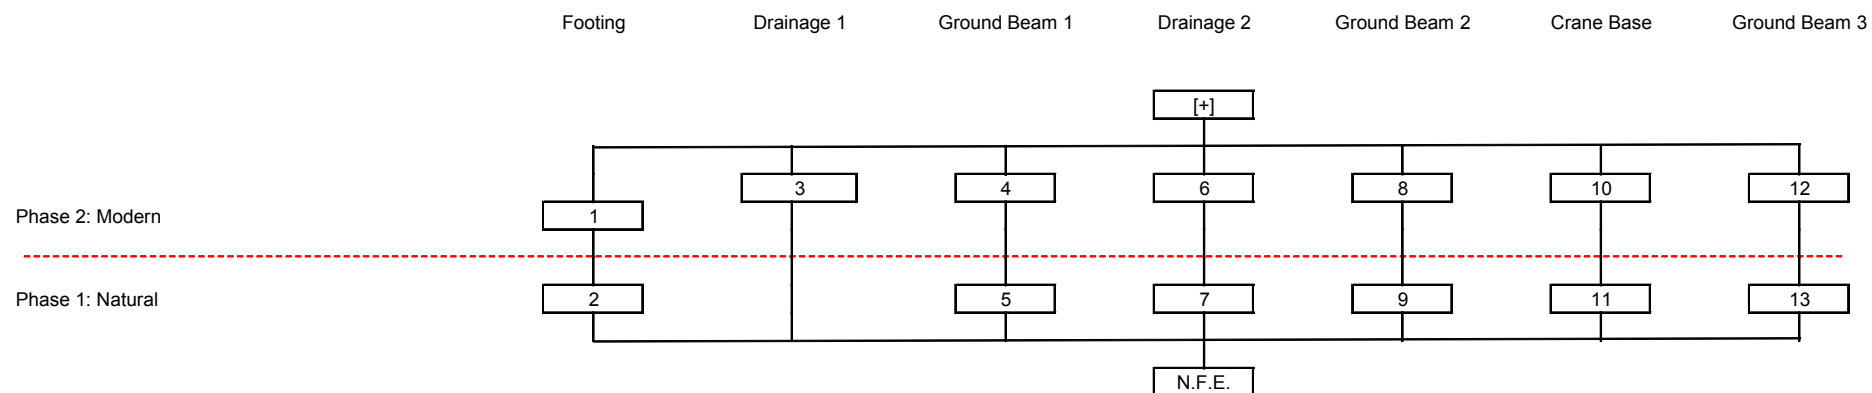 Footing Drainage 1 Ground Beam 1 Drainage 2 Ground Beam 2 Crane Base Ground Beam 3
[+]
3 4 6 8 10 12
Phase 2: Modern 1
Phase 1: Natural 2 5 7 9 11 13
N.F.E.